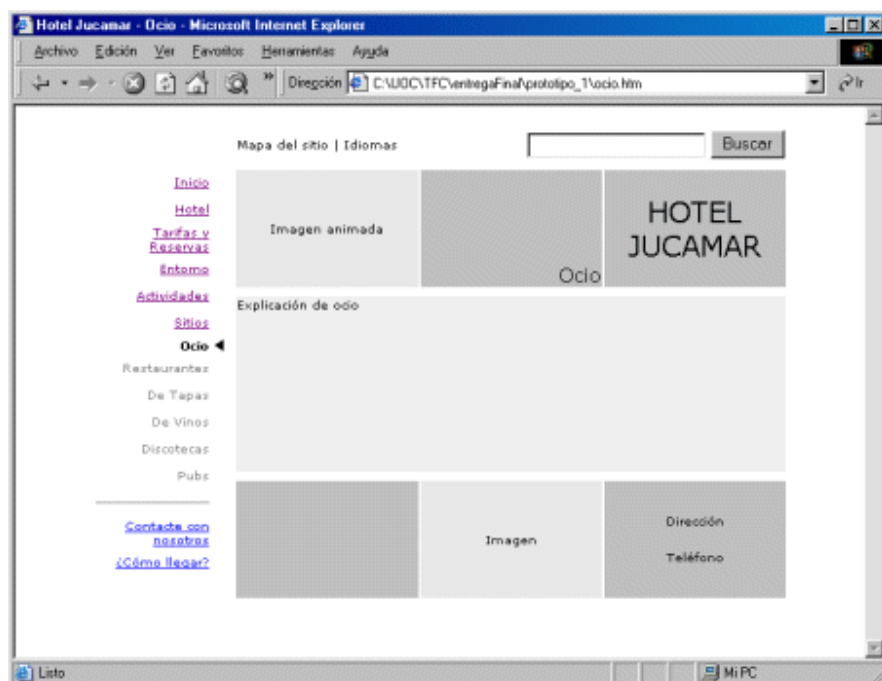 Hotel Jucamar - Ocio - Microsoft Internet Explorer
Archivo Edición Ver Favoritos Herramientas Ayuda
» Dirección C:\UOC\TFC\entregaFinal\prototipo_1\ocio.htm Ir
Mapa del sitio | Idiomas Buscar
Inicio
Hotel
Tarifas y
Reservas
Entorno
Actividades
Sitios
Ocio
Restaurantes
De Tapas
De Vinos
Discotecas
Pubs
Contacte con
nosotros
¿Cómo llegar?
Imagen animada
Ocio
HOTEL
JUCAMAR
Explicación de ocio
Imagen
Dirección
Teléfono
Listo Mi PC